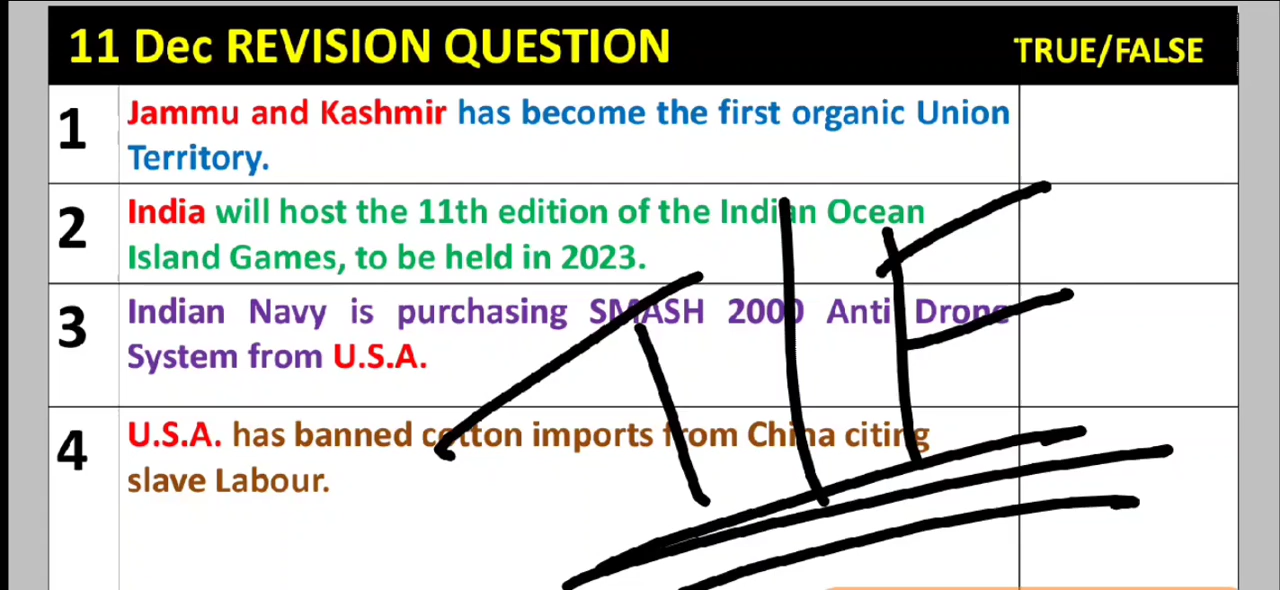 11 Dec REVISION QUESTION TRUE/FALSE
1 Jammu and Kashmir has become the first organic Union
Territory.
2 India will host the 11th edition of the Indian Ocean
Island Games, to be held in 2023.
3 Indian Navy is purchasing SMASH 2000 Anti Drone
System from U.S.A.
4 U.S.A. has banned cotton imports from China citing
slave Labour.
T/F